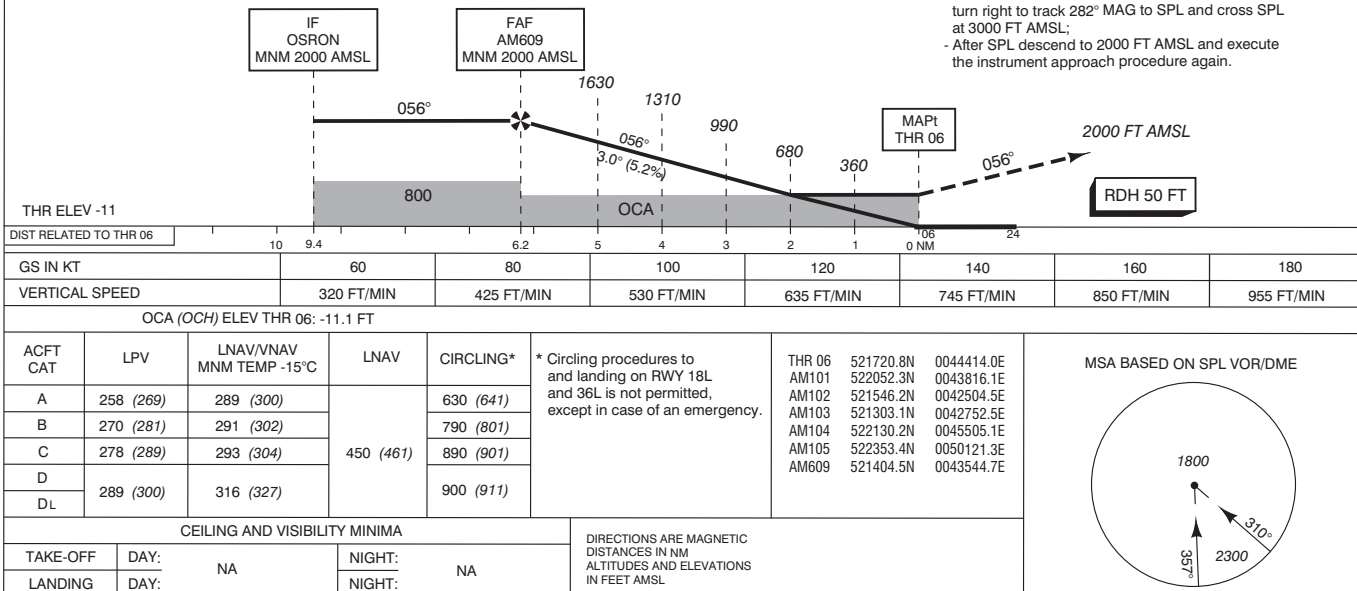 turn right to track 282° MAG to SPL and cross SPL
at 3000 FT AMSL;
- After SPL descend to 2000 FT AMSL and execute
the instrument approach procedure again.
IF
OSRON
MNM 2000 AMSL
FAF
AM609
MNM 2000 AMSL
1630
1310
990
680
360
056°
056°
3.0° (5.2%)
MAPt
THR 06
2000 FT AMSL
056°
RDH 50 FT
800
OCA
THR ELEV -11
DIST RELATED TO THR 06
10 9.4 6.2 5 4 3 2 1 0 NM
06 24
GS IN KT 60 80 100 120 140 160 180
VERTICAL SPEED 320 FT/MIN 425 FT/MIN 530 FT/MIN 635 FT/MIN 745 FT/MIN 850 FT/MIN 955 FT/MIN
OCA (OCH) ELEV THR 06: -11.1 FT
ACFT
CAT
LPV
LNAV/VNAV
MNM TEMP -15°C
LNAV
CIRCLING*
A 258 (269) 289 (300) 630 (641)
B 270 (281) 291 (302) 790 (801)
C 278 (289) 293 (304) 450 (461) 890 (901)
D
DL
289 (300) 316 (327) 900 (911)
* Circling procedures to
and landing on RWY 18L
and 36L is not permitted,
except in case of an emergency.
THR 06 521720.8N 0044414.0E
AM101 522052.3N 0043816.1E
AM102 521546.2N 0042504.5E
AM103 521303.1N 0042752.5E
AM104 522130.2N 0045505.1E
AM105 522353.4N 0050121.3E
AM609 521404.5N 0043544.7E
MSA BASED ON SPL VOR/DME
1800
310°
2300
357°
CEILING AND VISIBILITY MINIMA
TAKE-OFF DAY: NA NIGHT: NA
LANDING DAY: NIGHT:
DIRECTIONS ARE MAGNETIC
DISTANCES IN NM
ALTITUDES AND ELEVATIONS
IN FEET AMSL